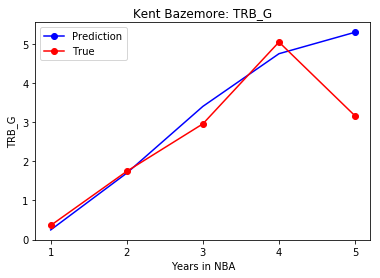 Kent Bazemore: TRB_G
Prediction
True
TRB_G
5
4
3
2
1
0
1 2 3 4 5
Years in NBA